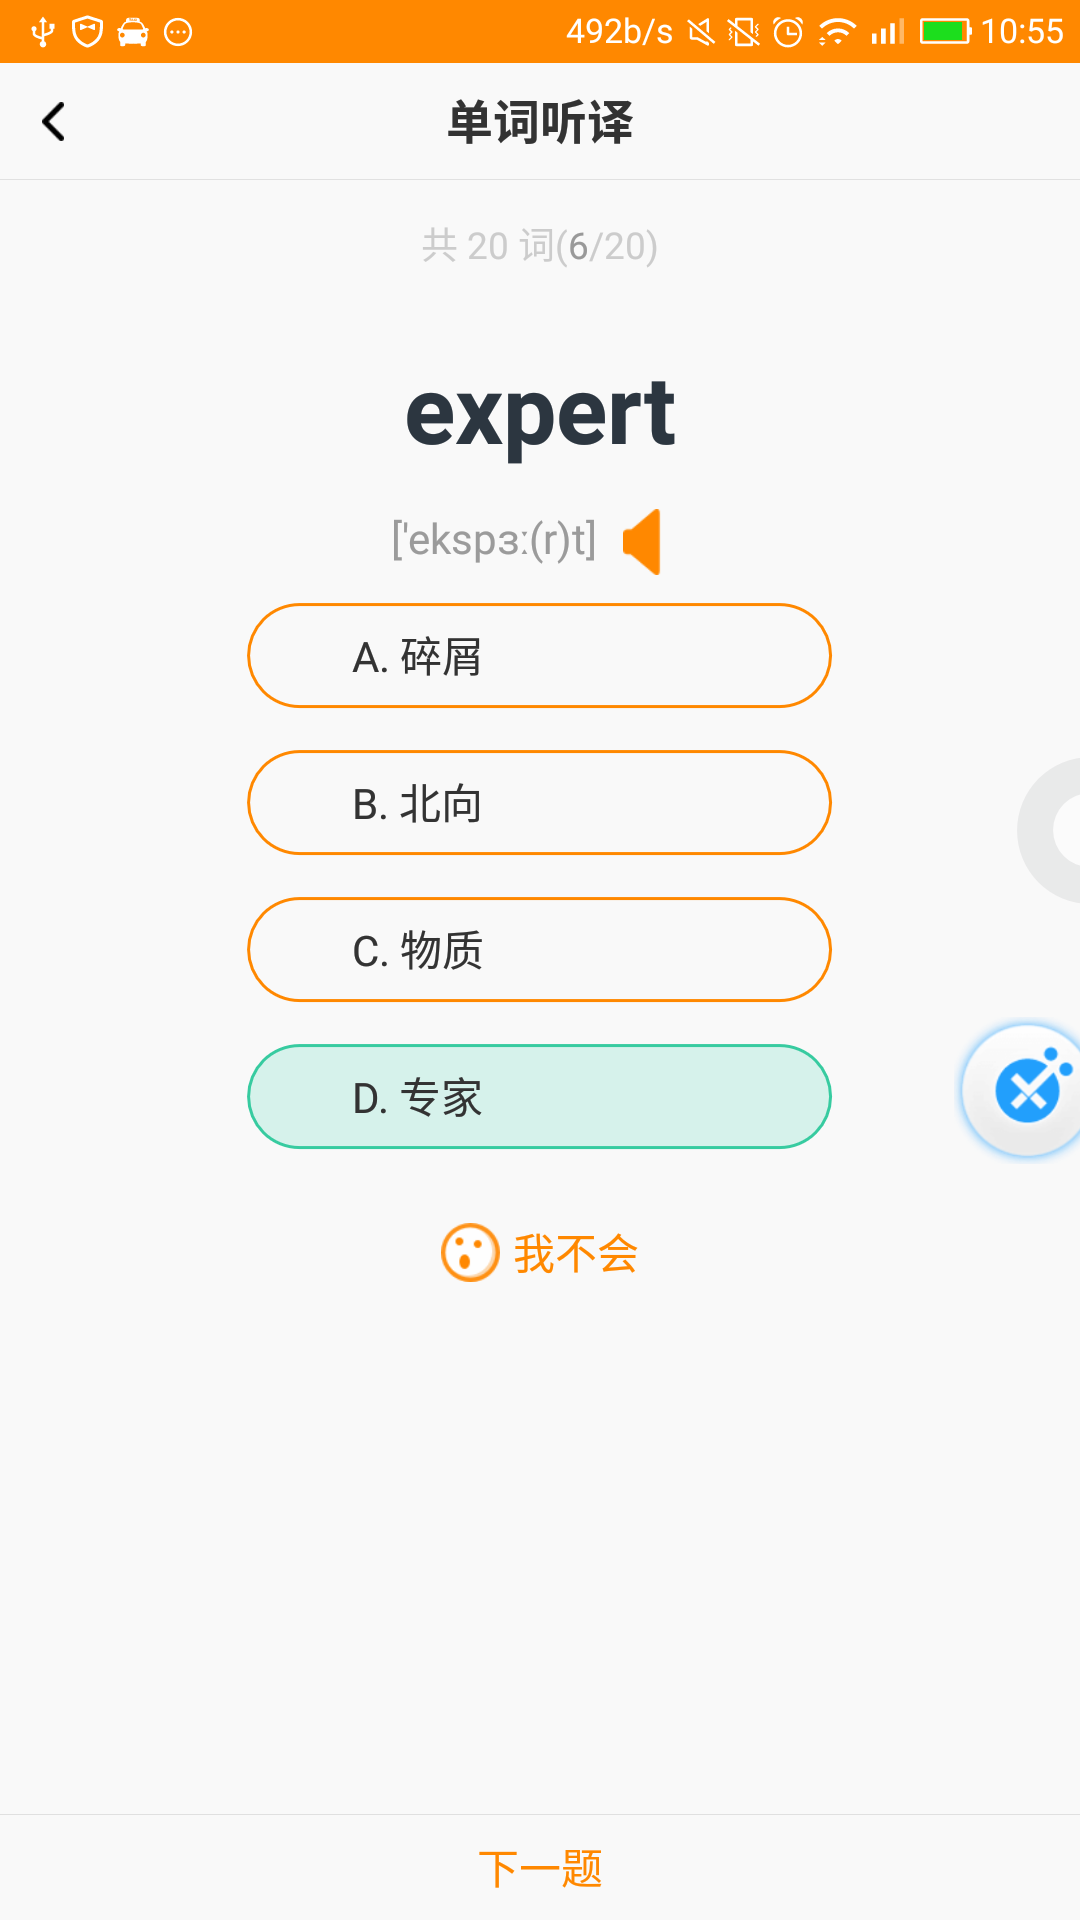 492b/s 10:55
单词听译
共 20 词(6/20)
expert
['ekspɜː(r)t]
A. 碎屑
B. 北向
C. 物质
D. 专家
我不会
下一题